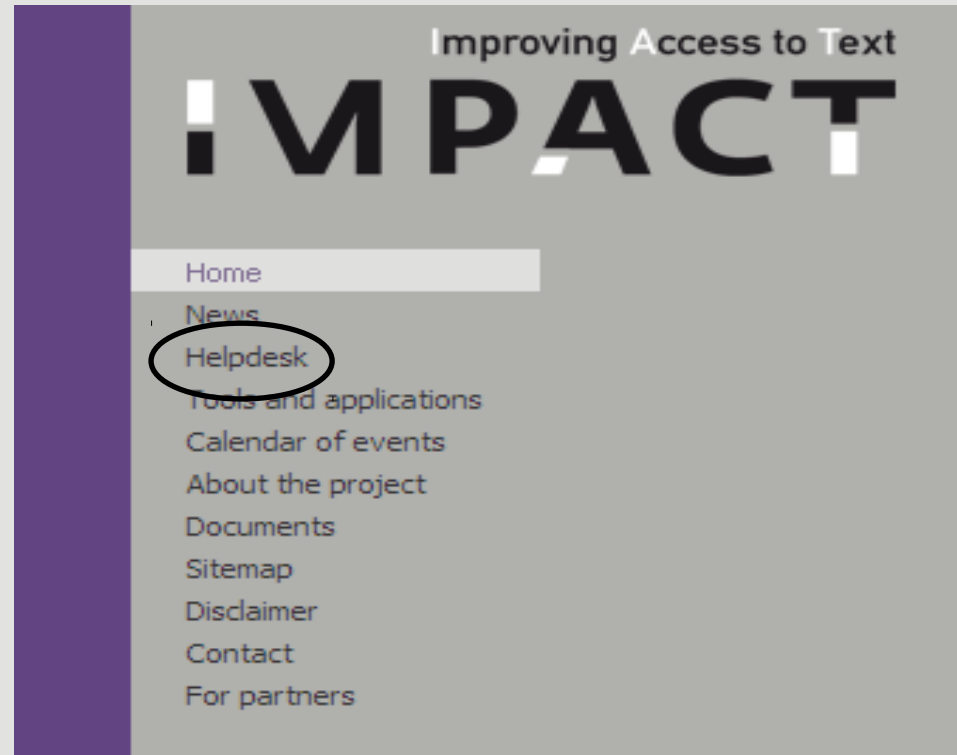 Improving Access to Text
IMPACT
Home
News
Helpdesk
Tools and applications
Calendar of events
About the project
Documents
Sitemap
Disclaimer
Contact
For partners